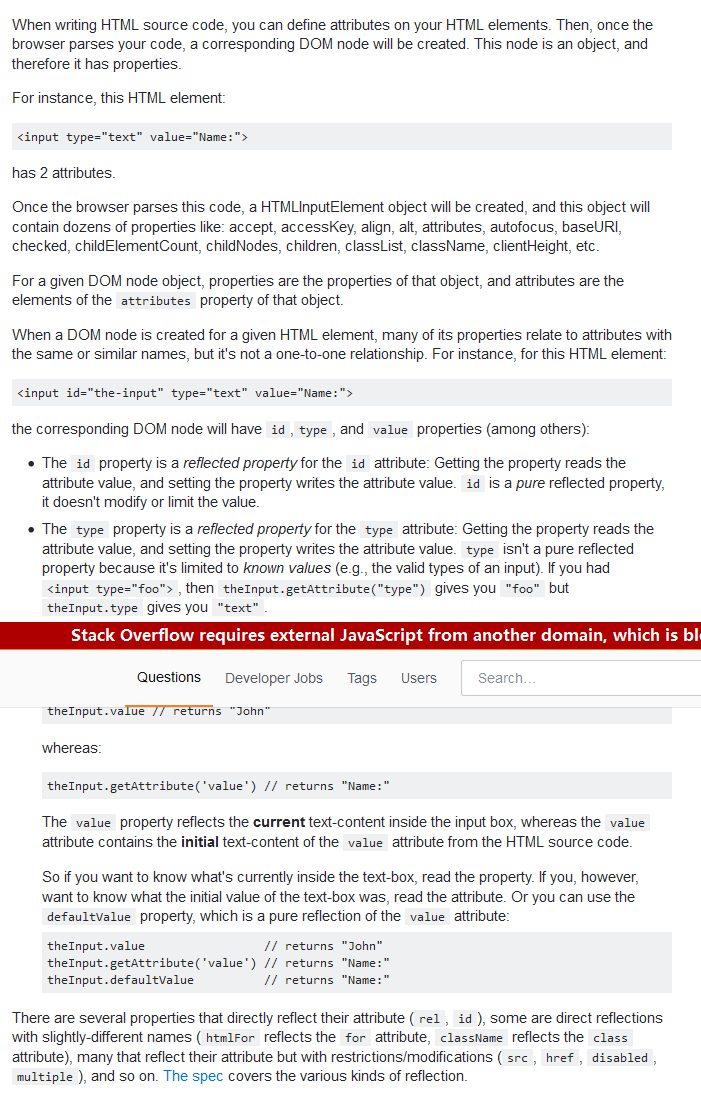 When writing HTML source code, you can define attributes on your HTML elements. Then, once the
browser parses your code, a corresponding DOM node will be created. This node is an object, and
therefore it has properties.
For instance, this HTML element:
<input type="text" value="Name:">
has 2 attributes.
Once the browser parses this code, a HTMLInputElement object will be created, and this object will
contain dozens of properties like: accept, accessKey, align, alt, attributes, autofocus, baseURI,
checked, childElementCount, childNodes, children, classList, className, clientHeight, etc.
For a given DOM node object, properties are the properties of that object, and attributes are the
elements of the attributes property of that object.
When a DOM node is created for a given HTML element, many of its properties relate to attributes with
the same or similar names, but it's not a one-to-one relationship. For instance, for this HTML element:
<input id="the-input" type="text" value="Name:">
the corresponding DOM node will have id, type, and value properties (among others):
• The id property is a reflected property for the id attribute: Getting the property reads the
attribute value, and setting the property writes the attribute value. id is a pure reflected property,
it doesn't modify or limit the value.
• The type property is a reflected property for the type attribute: Getting the property reads the
attribute value, and setting the property writes the attribute value. type isn't a pure reflected
property because it's limited to known values (e.g., the valid types of an input). If you had
<input type="foo">, then theInput.getAttribute("type") gives you "foo" but
theInput.type gives you "text".
Stack Overflow requires external JavaScript from another domain, which is bl
Questions Developer Jobs Tags Users Search…
theInput.value // returns "John"
whereas:
theInput.getAttribute('value') // returns "Name:"
The value property reflects the current text-content inside the input box, whereas the value
attribute contains the initial text-content of the value attribute from the HTML source code.
So if you want to know what's currently inside the text-box, read the property. If you, however,
want to know what the initial value of the text-box was, read the attribute. Or you can use the
defaultValue property, which is a pure reflection of the value attribute:
theInput.value // returns "John"
theInput.getAttribute('value') // returns "Name:"
theInput.defaultValue // returns "Name:"
There are several properties that directly reflect their attribute (rel, id), some are direct reflections
with slightly-different names (htmlFor reflects the for attribute, className reflects the class
attribute), many that reflect their attribute but with restrictions/modifications (src, href, disabled,
multiple), and so on. The spec covers the various kinds of reflection.